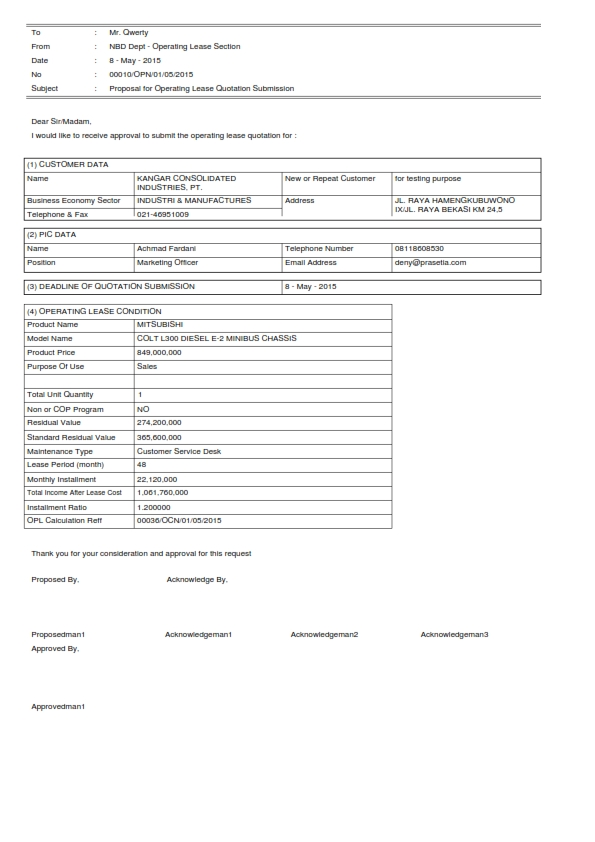 To : Mr. Qwerty
From : NBD Dept - Operating Lease Section
Date : 8 - May - 2015
No : 00010/OPN/01/05/2015
Subject : Proposal for Operating Lease Quotation Submission
Dear Sir/Madam,
I would like to receive approval to submit the operating lease quotation for :
(1) CUSTOMER DATA
Name KANGAR CONSOLIDATED INDUSTRIES. PT. New or Repeat Customer for testing purpose
Business Economy Sector INDUSTRI & MANUFACTURES Address JL. RAYA HAMENGKUBUWONO
Telephone & Fax 021-46951009 IX/JL. RAYA BEKASI KM 24,5
(2) PIC DATA
Name Achmad Fardani Telephone Number 08118608530
Position Marketing Officer Email Address deny@prasetia.com
(3) DEADLINE OF QUOTATION SUBMISSION 8 - May - 2015
(4) OPERATING LEASE CONDITION
Product Name MITSUBISHI
Model Name COLT L300 DIESEL E-2 MINIBUS CHASSIS
Product Price 849,000,000
Purpose Of Use Sales
Total Unit Quantity 1
Non or COP Program NO
Residual Value 274,200,000
Standard Residual Value 365,600,000
Maintenance Type Customer Service Desk
Lease Period (month) 48
Monthly Installment 22,120,000
Total Income After Lease Cost 1,061,760,000
Installment Ratio 1.200000
OPL Calculation Reff 00036/OCN/01/05/2015
Thank you for your consideration and approval for this request
Proposed By, Acknowledge By,
Proposedman1 Acknowledgeman1 Acknowledgeman2 Acknowledgeman3
Approved By,
Approvedman1